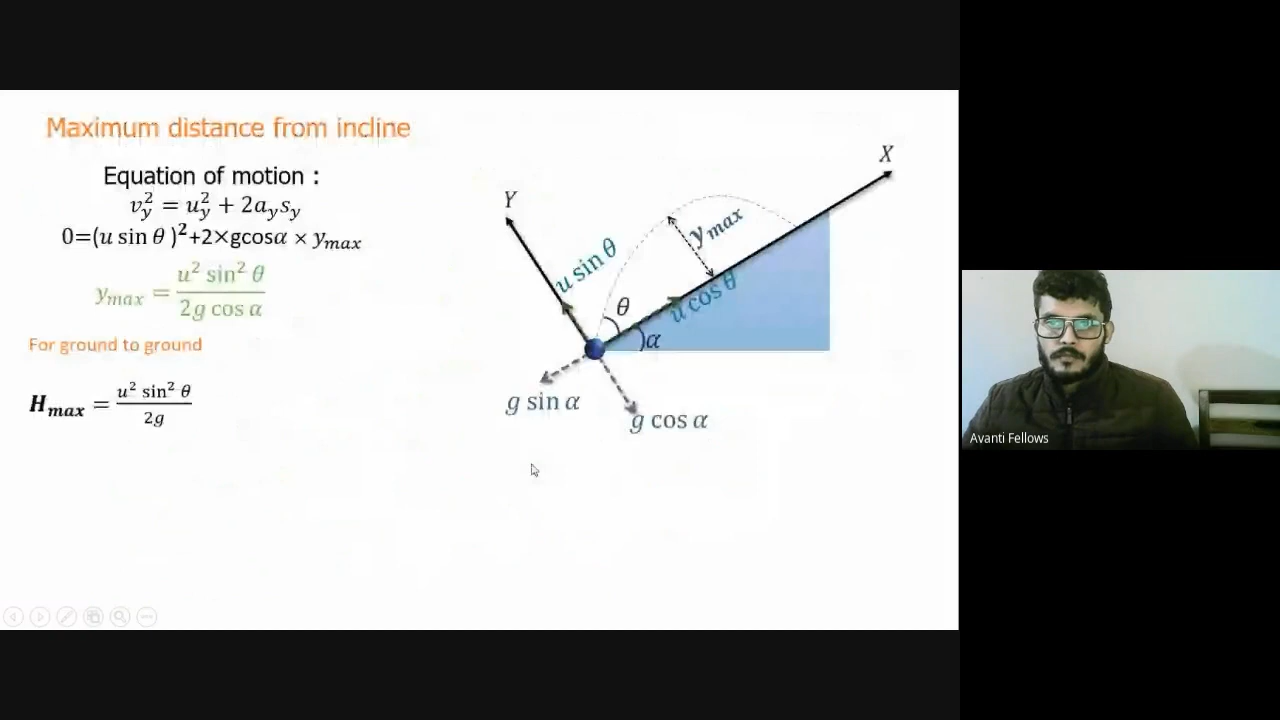 Maximum distance from incline
Equation of motion :
v_y^2 = u_y^2 + 2a_y s_y
0=(u sin θ )^2+2×gcosα × y_max
y_max = u^2 sin^2 θ / 2g cos α
For ground to ground
H_max = u^2 sin^2 θ / 2g
Y
X
u sin θ
y_max
θ
u cos θ
α
g sin α
g cos α
Avanti Fellows